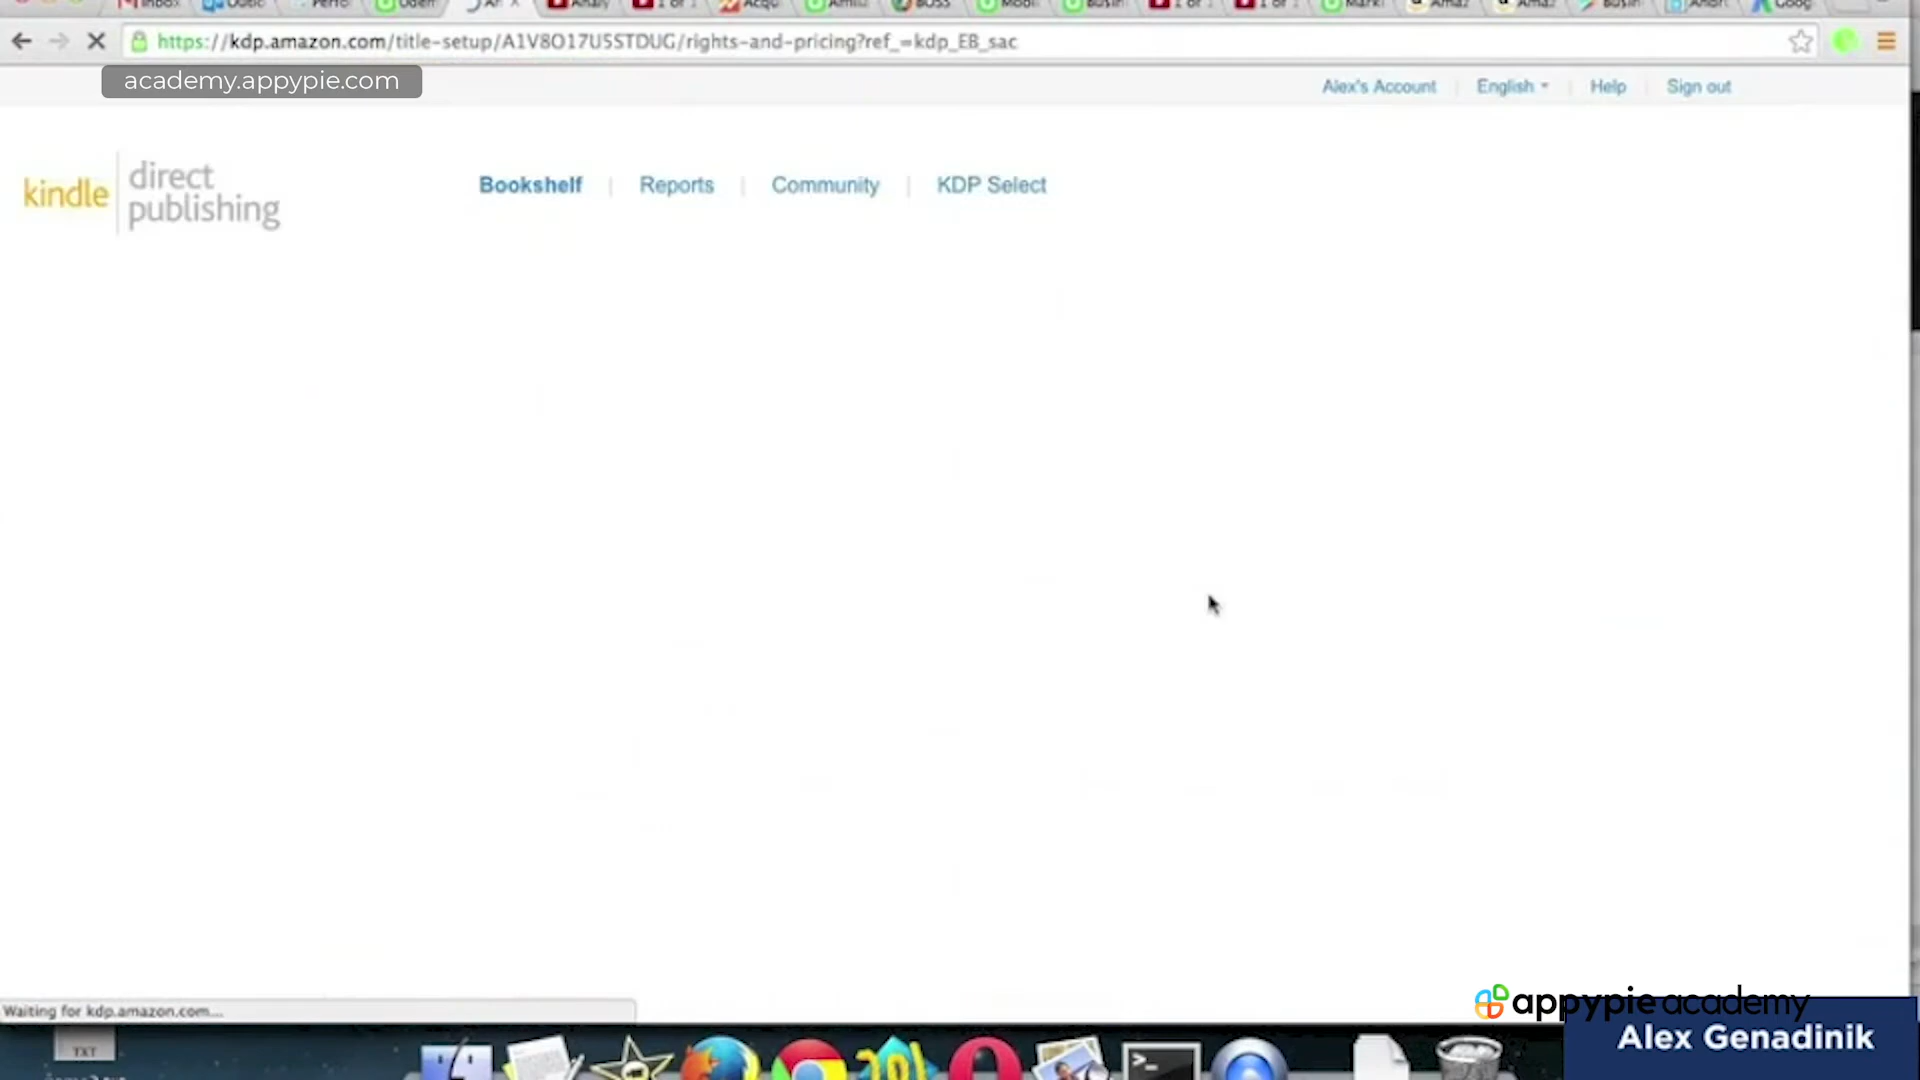 Inbox
https://kdp.amazon.com/title-setup/A1V8O17U5STDUG/rights-and-pricing?ref_=kdp_EB_sac
academy.appypie.com
Alex's Account
English
Help
Sign out
kindle
direct
publishing
Bookshelf
Reports
Community
KDP Select
Waiting for kdp.amazon.com...
appypie academy
Alex Genadinik
TXT